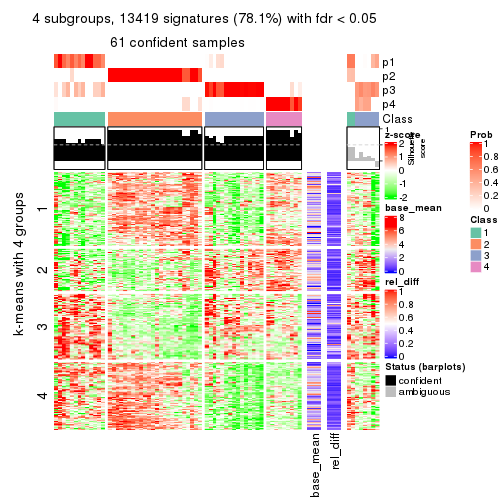 4 subgroups, 13419 signatures (78.1%) with fdr < 0.05
61 confident samples
p1
p2
p3
p4
Class
1
Silhouette
score
k-means with 4 groups
1
2
3
4
base_mean
rel_diff
z-score
2
1
0
-1
-2
base_mean
8
6
4
2
0
rel_diff
1
0.8
0.6
0.4
0.2
0
Status (barplots)
confident
ambiguous
Prob
1
0.8
0.6
0.4
0.2
0
Class
1
2
3
4